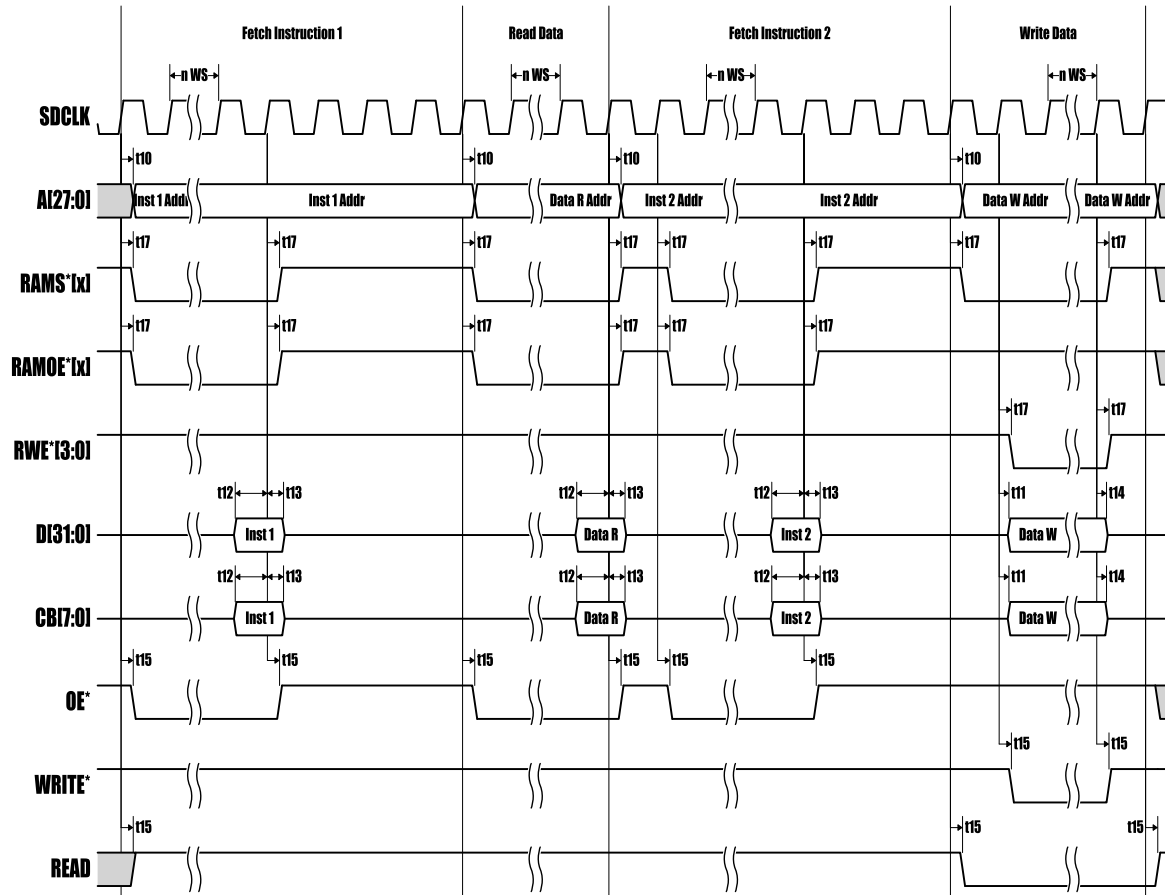 Fetch Instruction 1 Read Data Fetch Instruction 2 Write Data
n WS n WS n WS n WS
SDCLK
t10 t10 t10 t10
A[27:0] Inst 1 Addr Inst 1 Addr Data R Addr Inst 2 Addr Inst 2 Addr Data W Addr Data W Addr
t17 t17 t17 t17 t17 t17 t17 t17
RAMS*[x]
t17 t17 t17 t17 t17 t17
RAMOE*[x]
t17 t17
RWE*[3:0]
t12 t13 t12 t13 t12 t13 t11 t14
D[31:0] Inst 1 Data R Inst 2 Data W
t12 t13 t12 t13 t12 t13 t11 t14
CB[7:0] Inst 1 Data R Inst 2 Data W
t15 t15 t15 t15 t15 t15
OE*
t15 t15
WRITE*
t15 t15 t15
READ